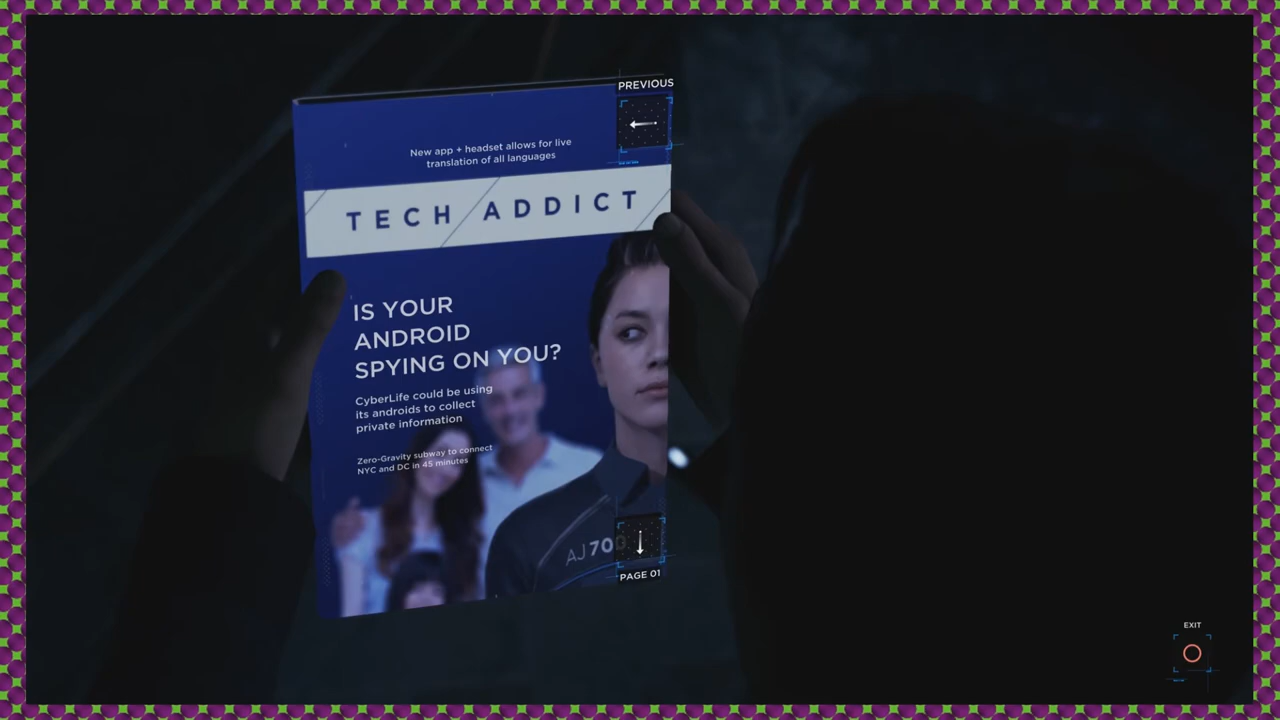 PREVIOUS
New app + headset allows for live
translation of all languages
TECH ADDICT
IS YOUR
ANDROID
SPYING ON YOU?
CyberLife could be using
its androids to collect
private information
Zero-Gravity subway to connect
NYC and DC in 45 minutes
AJ 700
PAGE 01
EXIT